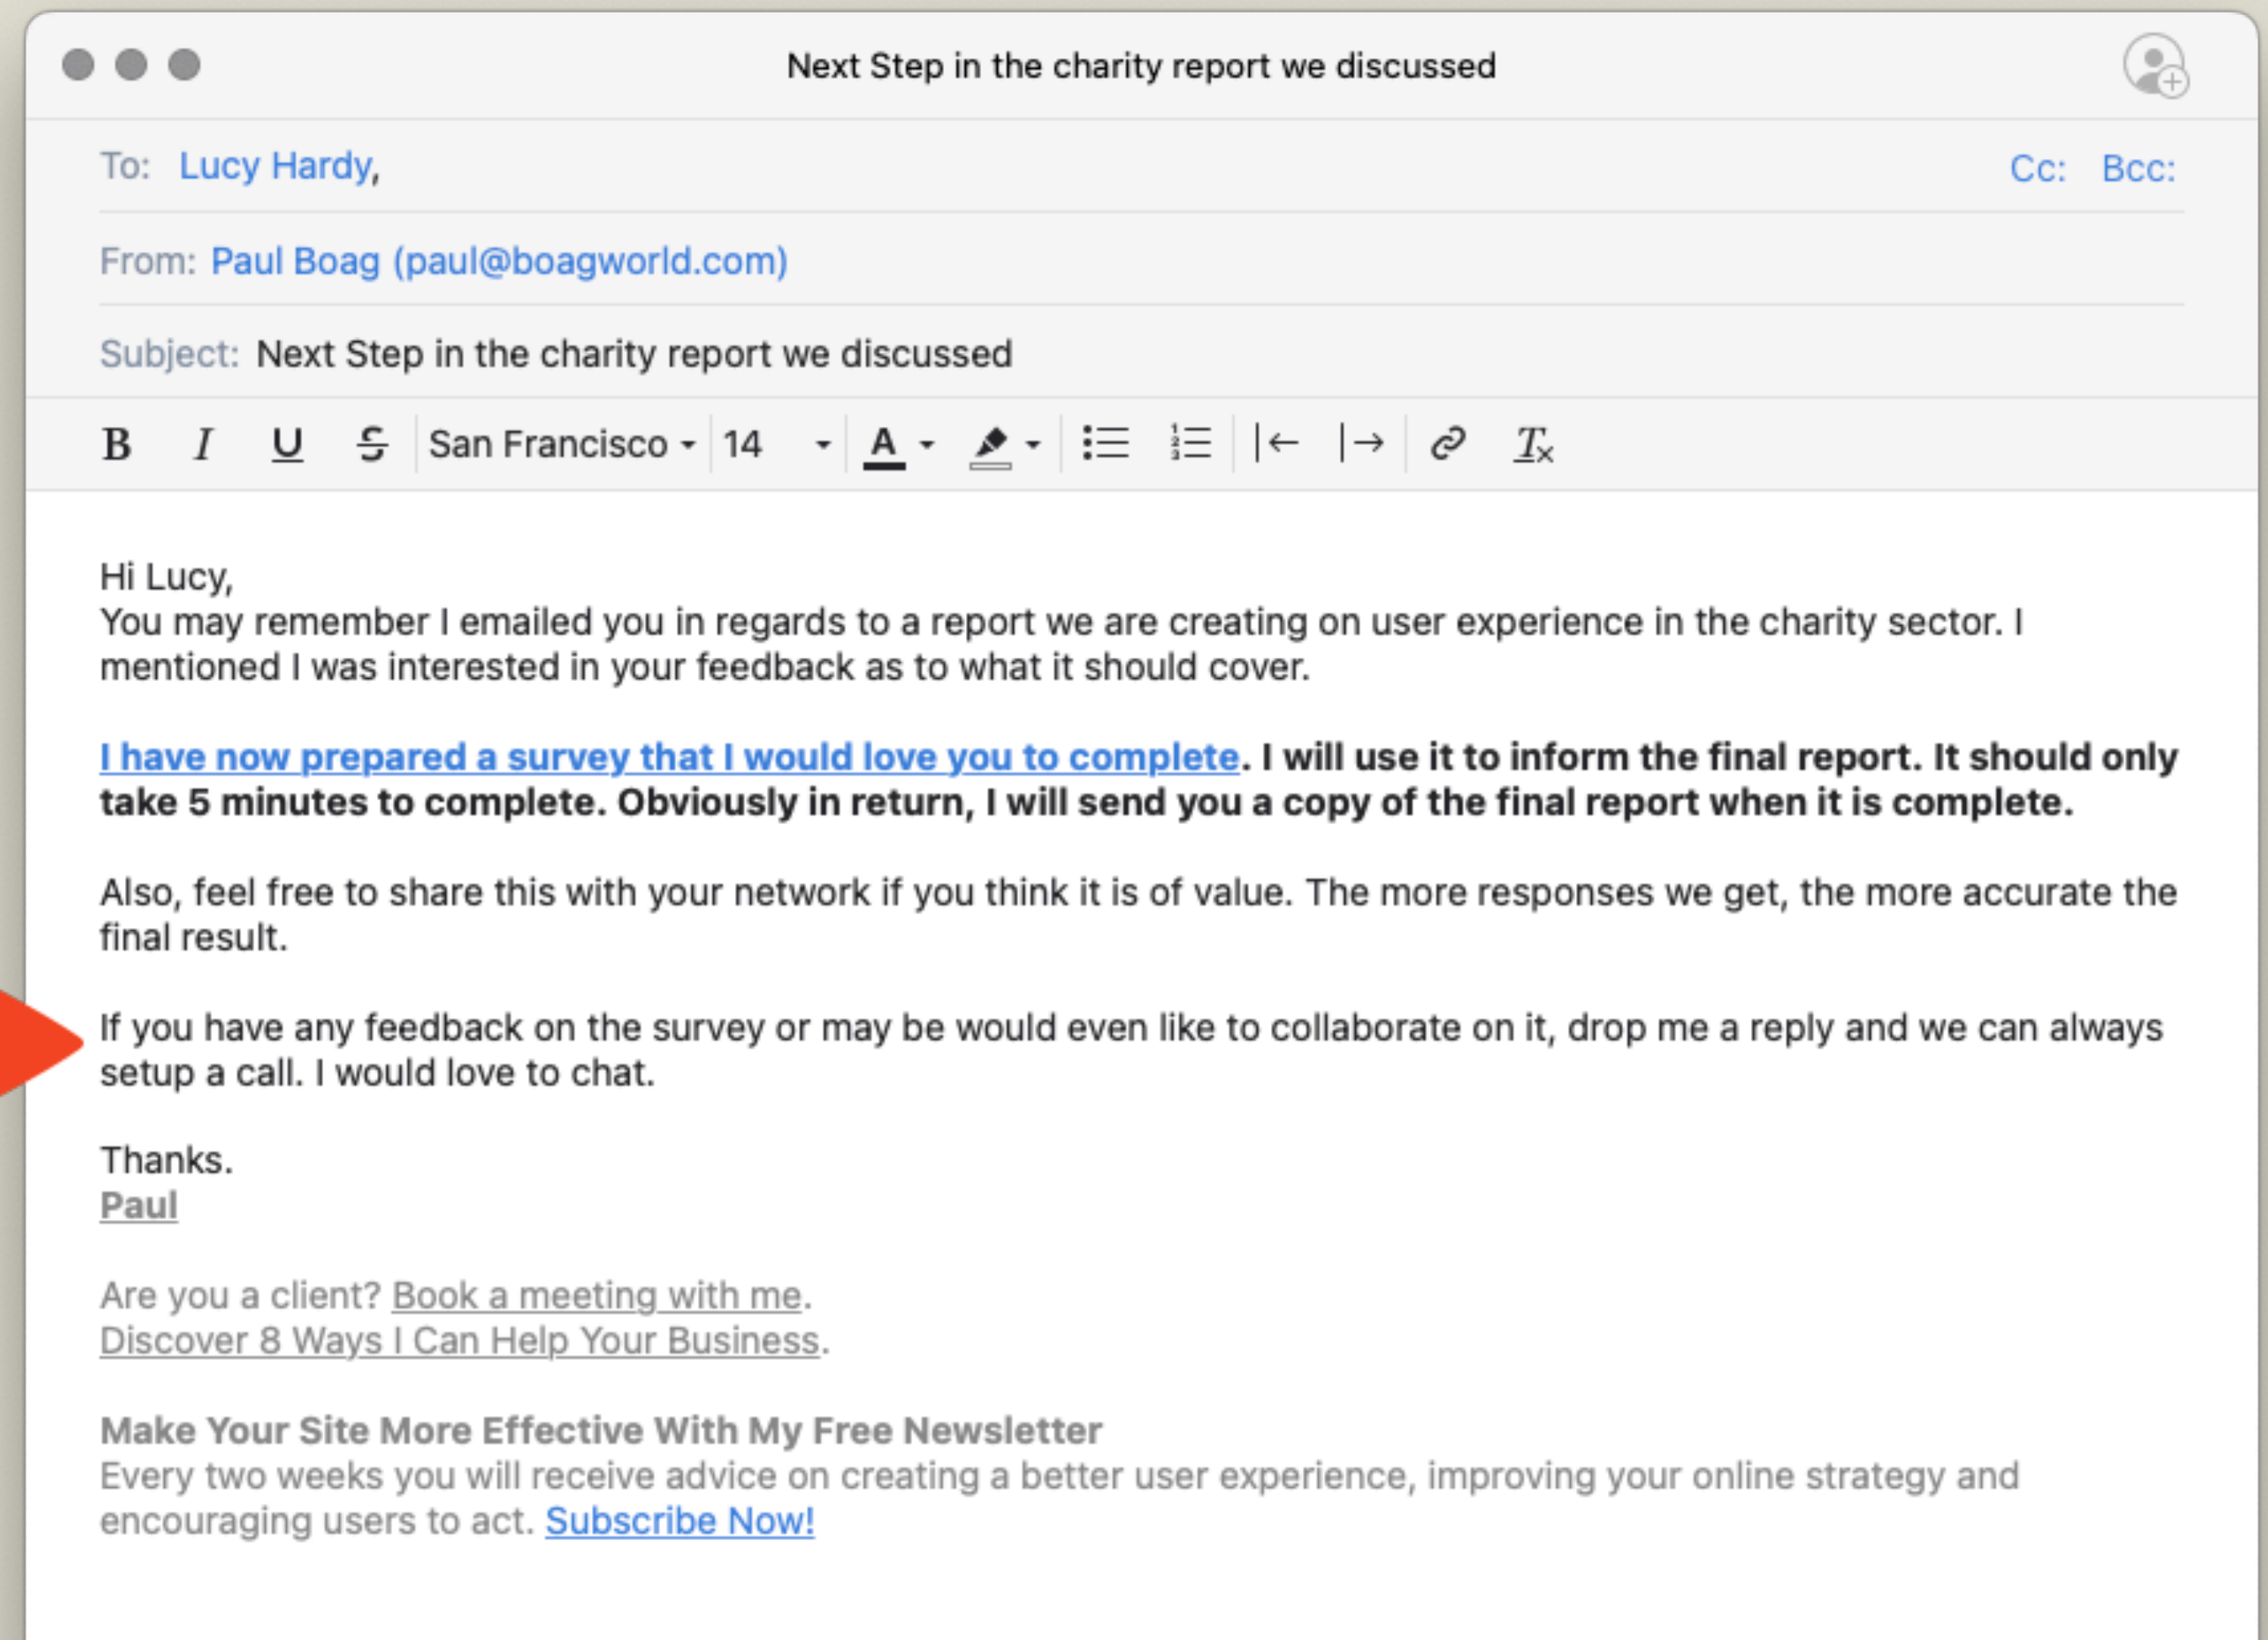 Next Step in the charity report we discussed
To: Lucy Hardy, Cc: Bcc:
From: Paul Boag (paul@boagworld.com)
Subject: Next Step in the charity report we discussed
B I U S San Francisco 14 A
Hi Lucy,
You may remember I emailed you in regards to a report we are creating on user experience in the charity sector. I
mentioned I was interested in your feedback as to what it should cover.
I have now prepared a survey that I would love you to complete. I will use it to inform the final report. It should only
take 5 minutes to complete. Obviously in return, I will send you a copy of the final report when it is complete.
Also, feel free to share this with your network if you think it is of value. The more responses we get, the more accurate the
final result.
If you have any feedback on the survey or may be would even like to collaborate on it, drop me a reply and we can always
setup a call. I would love to chat.
Thanks.
Paul
Are you a client? Book a meeting with me.
Discover 8 Ways I Can Help Your Business.
Make Your Site More Effective With My Free Newsletter
Every two weeks you will receive advice on creating a better user experience, improving your online strategy and
encouraging users to act. Subscribe Now!